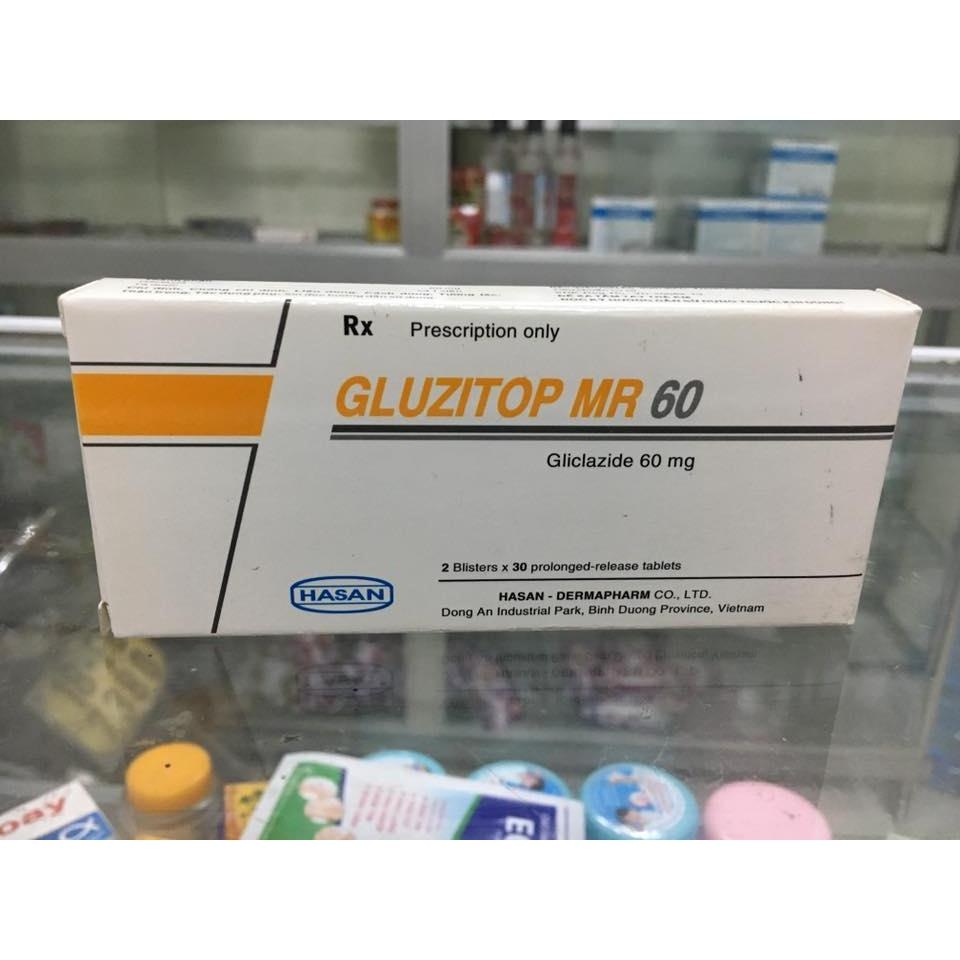 Rx Prescription only
GLUZITOP MR 60
Gliclazide 60 mg
2 Blisters x 30 prolonged-release tablets
HASAN
HASAN - DERMAPHARM CO., LTD.
Dong An Industrial Park, Binh Duong Province, Vietnam